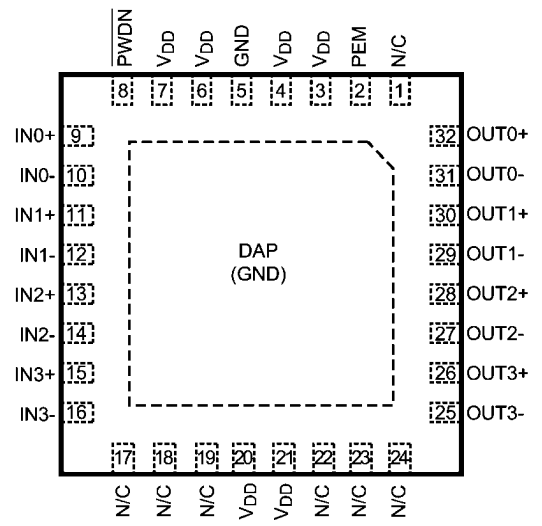 PWDN VDD VDD GND VDD VDD PEM N/C
8 7 6 5 4 3 2 1
IN0+ 9 32 OUT0+
IN0- 10 31 OUT0-
IN1+ 11 30 OUT1+
IN1- 12 DAP 29 OUT1-
(GND)
IN2+ 13 28 OUT2+
IN2- 14 27 OUT2-
IN3+ 15 26 OUT3+
IN3- 16 25 OUT3-
17 18 19 20 21 22 23 24
N/C N/C N/C VDD VDD N/C N/C N/C